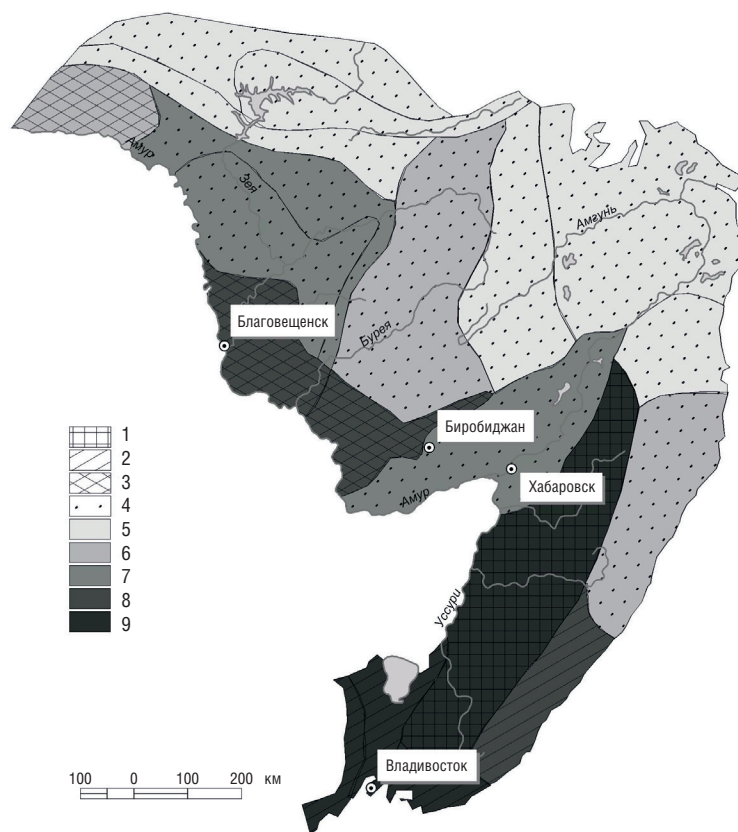 Амур
Зея
Амгунь
Благовещенск
Бурея
Биробиджан
Хабаровск
Амур
1
2
3
4
5
6
7
8
9
Уссури
Владивосток
100 0 100 200 км